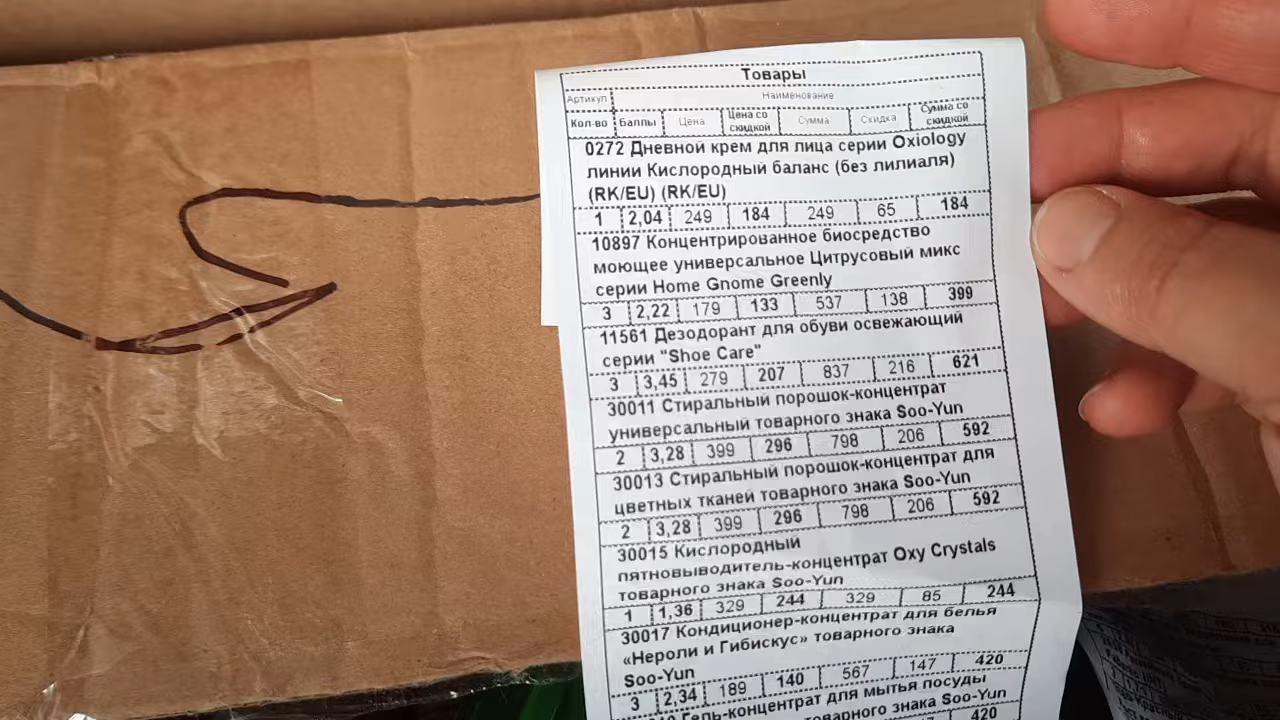 Товары
Артикул Наименование
Кол-во Баллы Цена Цена со скидкой Сумма Скидка Сумма со скидкой
0272 Дневной крем для лица серии Oxiology
линии Кислородный баланс (без лилиаля)
(RK/EU) (RK/EU)
1 2,04 249 184 249 65 184
10897 Концентрированное биосредство
моющее универсальное Цитрусовый микс
серии Home Gnome Greenly
3 2,22 179 133 537 138 399
11561 Дезодорант для обуви освежающий
серии "Shoe Care"
3 3,45 279 207 837 216 621
30011 Стиральный порошок-концентрат
универсальный товарного знака Soo-Yun
2 3,28 399 296 798 206 592
30013 Стиральный порошок-концентрат для
цветных тканей товарного знака Soo-Yun
2 3,28 399 296 798 206 592
30015 Кислородный
пятновыводитель-концентрат Oxy Crystals
товарного знака Soo-Yun
1 1,36 329 244 329 85 244
30017 Кондиционер-концентрат для белья
«Нероли и Гибискус» товарного знака
Soo-Yun
3 2,34 189 140 567 147 420
Гель-концентрат для мытья посуды
товарного знака Soo-Yun
420